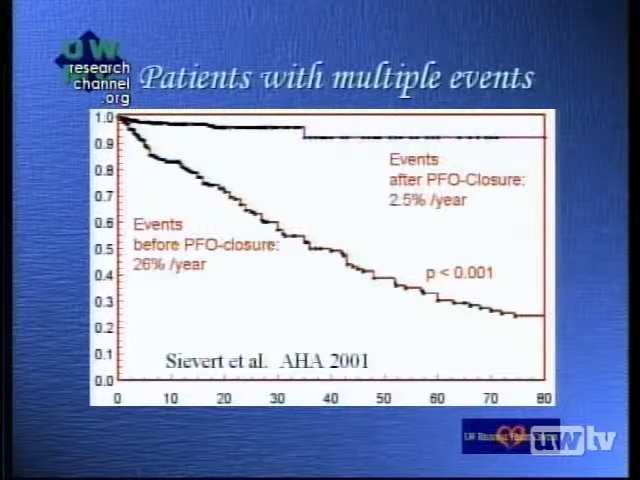 UW
research
channel
.org
Patients with multiple events
1.0
0.9
0.8
0.7
0.6
0.5
0.4
0.3
0.2
0.1
0.0
Events
after PFO-Closure:
2.5% /year
Events
before PFO-closure:
26% /year
p < 0.001
Sievert et al. AHA 2001
0 10 20 30 40 50 60 70 80
UW
uwtv